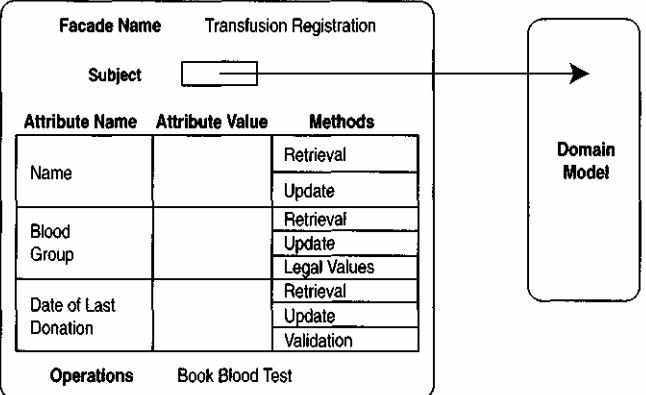 Facade Name Transfusion Registration
Subject
Attribute Name Attribute Value Methods
Name
Retrieval
Update
Blood
Group
Retrieval
Update
Legal Values
Date of Last
Donation
Retrieval
Update
Validation
Operations Book Blood Test
Domain
Model